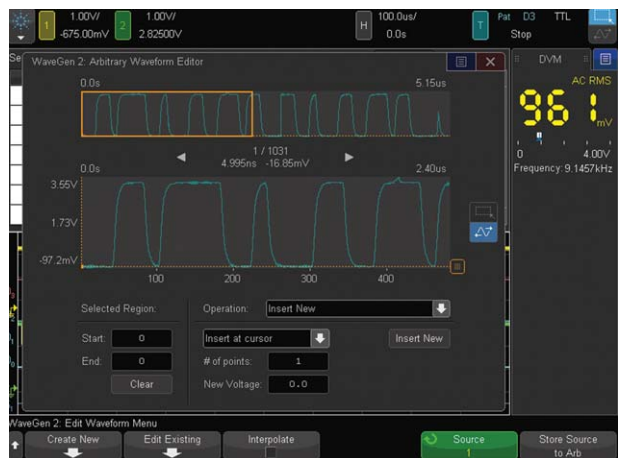 1
1.00V/
-675.00mV
2
1.00V/
2.82500V
H
100.0us/
0.0s
T
Pat D3 TTL
Stop
Se
WaveGen 2: Arbitrary Waveform Editor
DVM
AC RMS
961 mV
0
4.00V
Frequency: 9.1457kHz
0.0s
5.15us
1 / 1031
4.995ns -16.85mV
0.0s
2.40us
3.55V
1.73V
-97.2mV
100
200
300
400
Selected Region:
Operation:
Insert New
Start:
0
Insert at cursor
Insert New
End:
0
# of points:
1
Clear
New Voltage:
0.0
WaveGen 2: Edit Waveform Menu
Create New
Edit Existing
Interpolate
Source
1
Store Source
to Arb